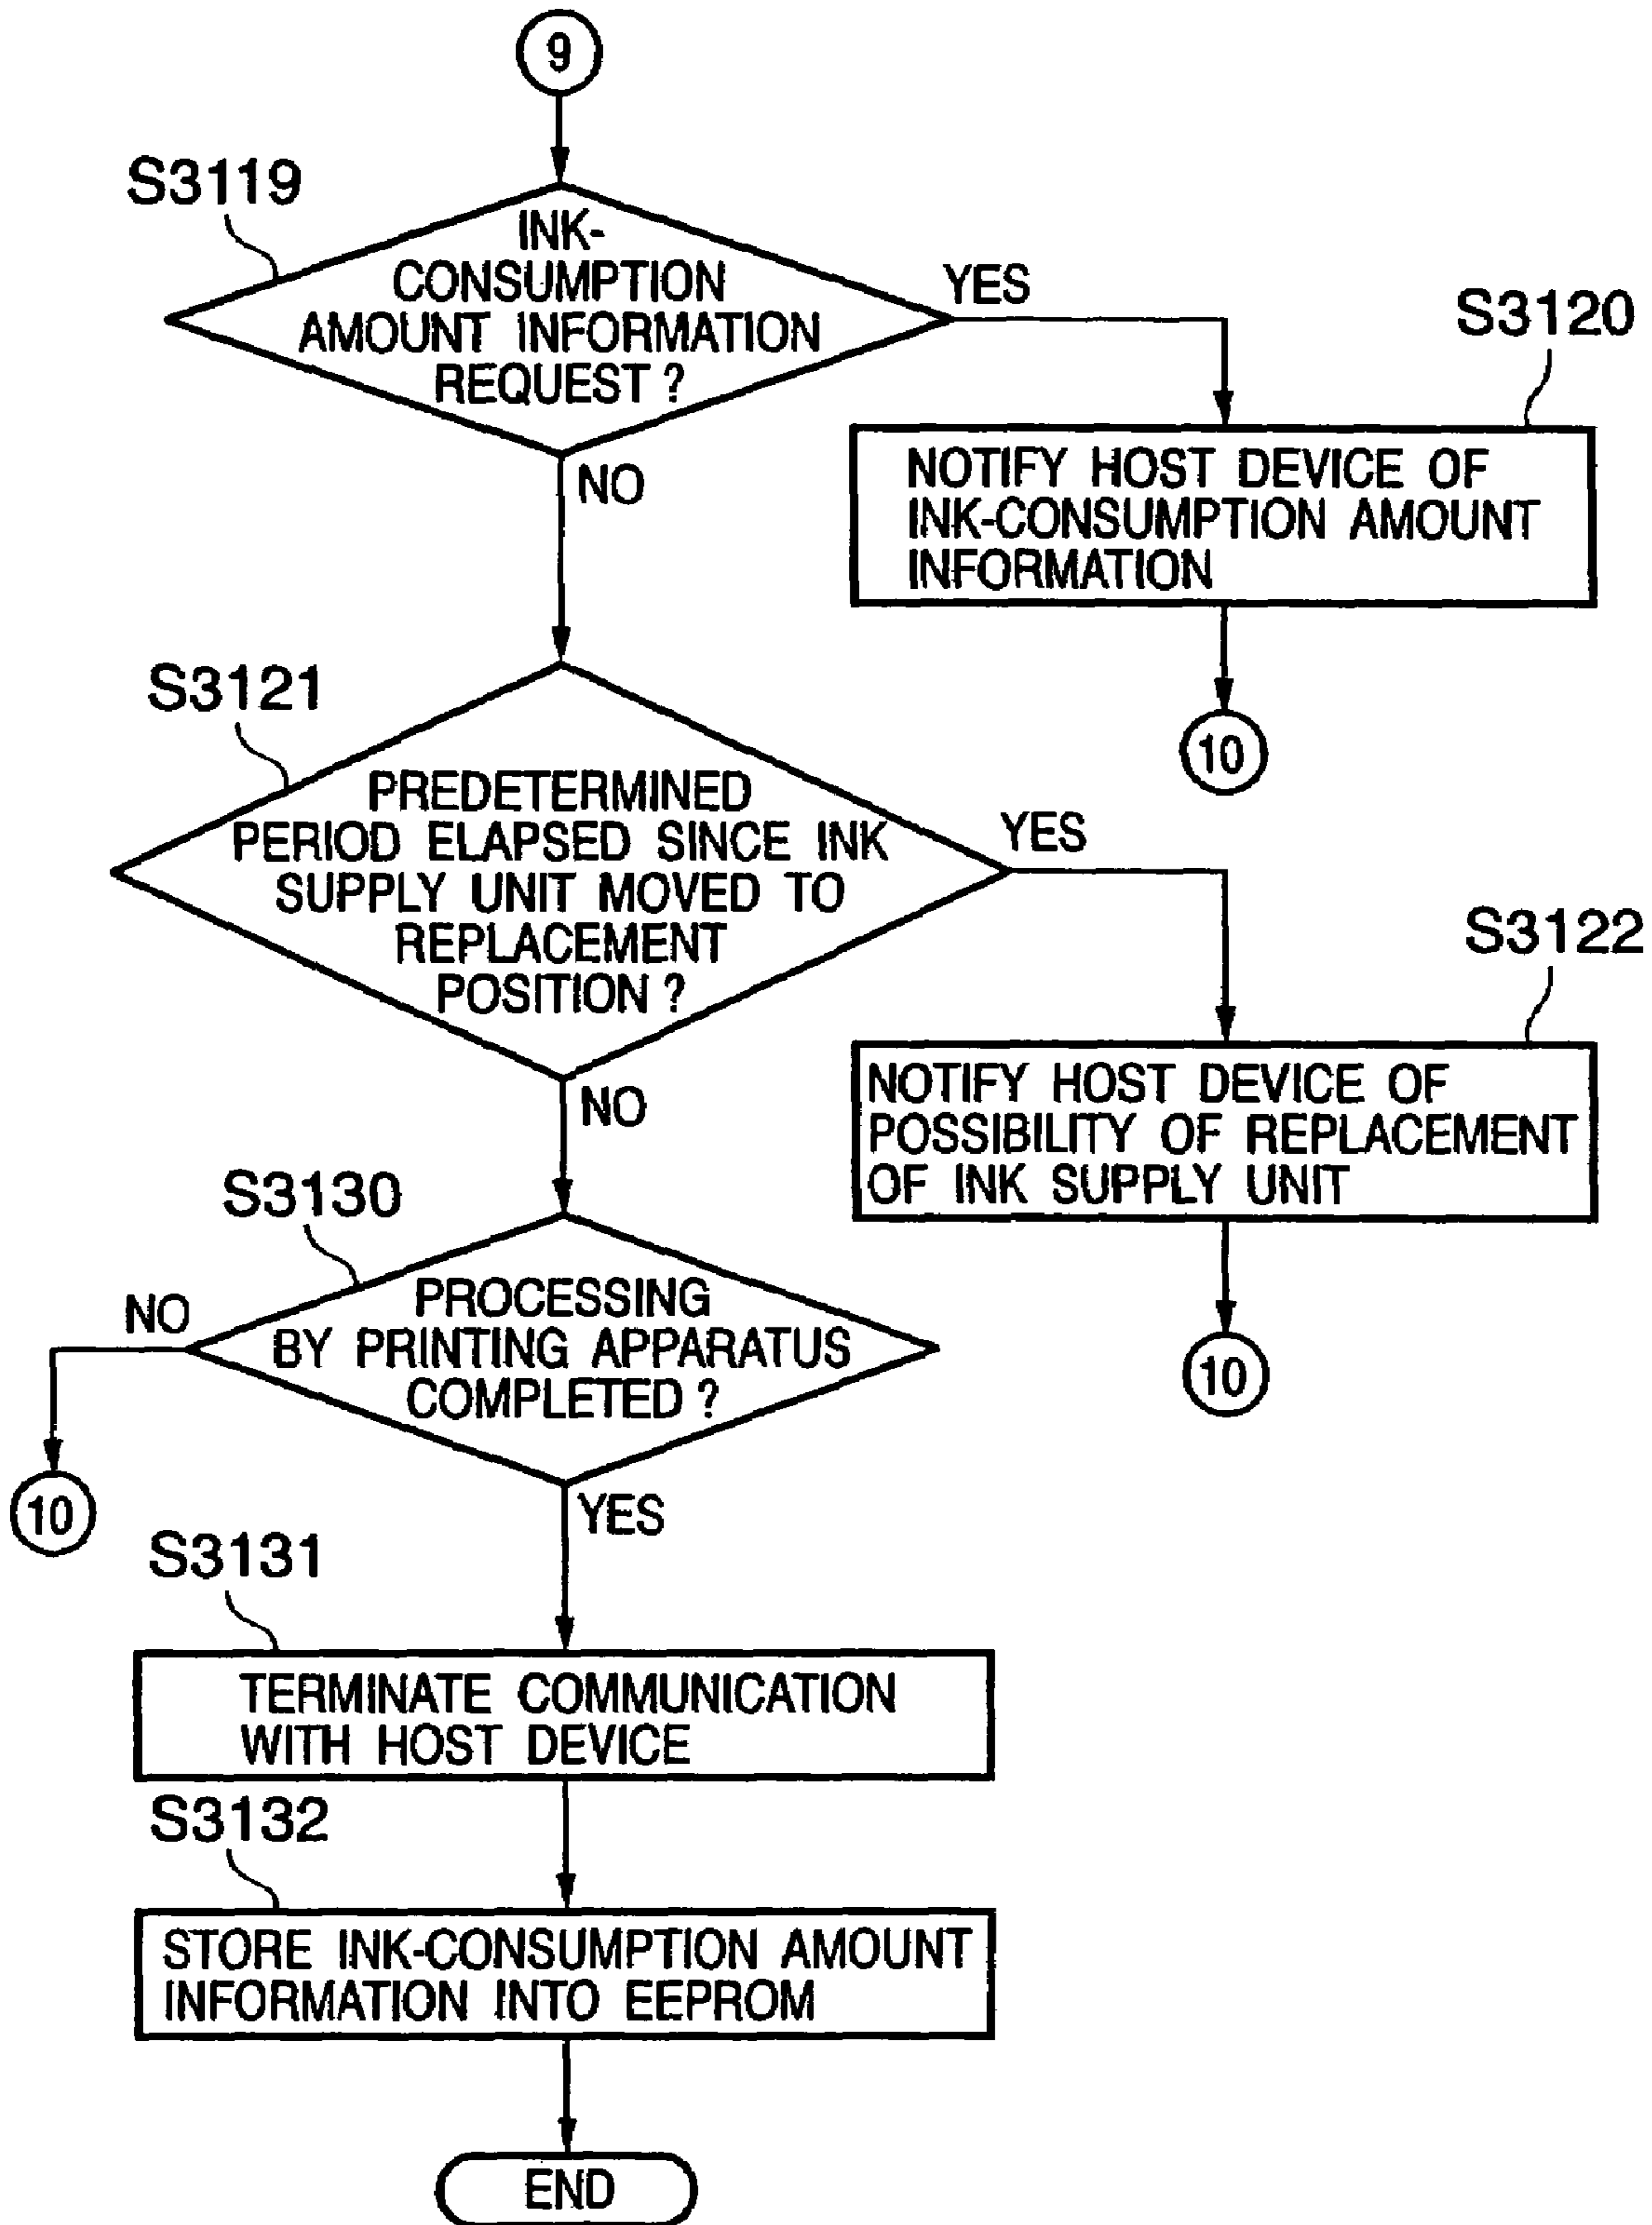 9
S3119
INK-
CONSUMPTION
AMOUNT INFORMATION
REQUEST ?
YES
NO
S3120
NOTIFY HOST DEVICE OF
INK-CONSUMPTION AMOUNT
INFORMATION
10
S3121
PREDETERMINED
PERIOD ELAPSED SINCE INK
SUPPLY UNIT MOVED TO
REPLACEMENT
POSITION ?
YES
NO
S3122
NOTIFY HOST DEVICE OF
POSSIBILITY OF REPLACEMENT
OF INK SUPPLY UNIT
10
S3130
PROCESSING
BY PRINTING APPARATUS
COMPLETED ?
NO
10
YES
S3131
TERMINATE COMMUNICATION
WITH HOST DEVICE
S3132
STORE INK-CONSUMPTION AMOUNT
INFORMATION INTO EEPROM
END